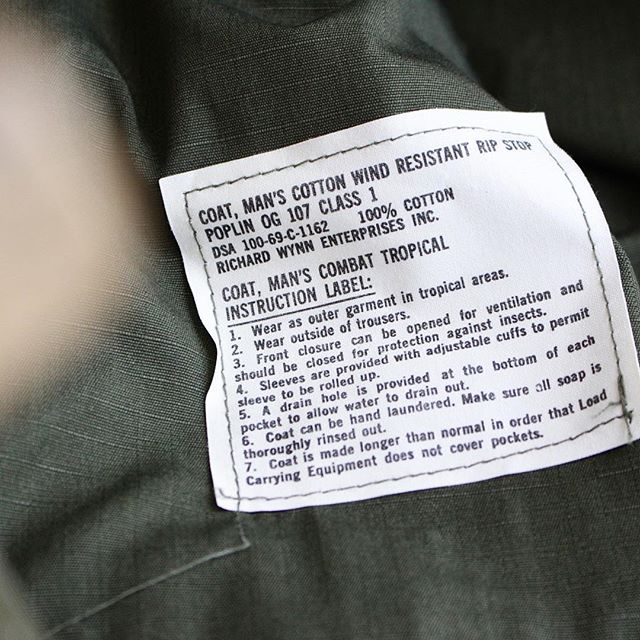 COAT, MAN'S COTTON WIND RESISTANT RIP STOP
POPLIN OG 107 CLASS 1
DSA 100-69-C-1162 100% COTTON
RICHARD WYNN ENTERPRISES INC.
COAT, MAN'S COMBAT TROPICAL
INSTRUCTION LABEL:
1. Wear as outer garment in tropical areas.
2. Wear outside of trousers.
3. Front closure can be opened for ventilation and
should be closed for protection against insects.
4. Sleeves are provided with adjustable cuffs to permit
sleeve to be rolled up.
5. A drain hole is provided at the bottom of each
pocket to allow water to drain out.
6. Coat can be hand laundered. Make sure all soap is
thoroughly rinsed out.
7. Coat is made longer than normal in order that Load
Carrying Equipment does not cover pockets.